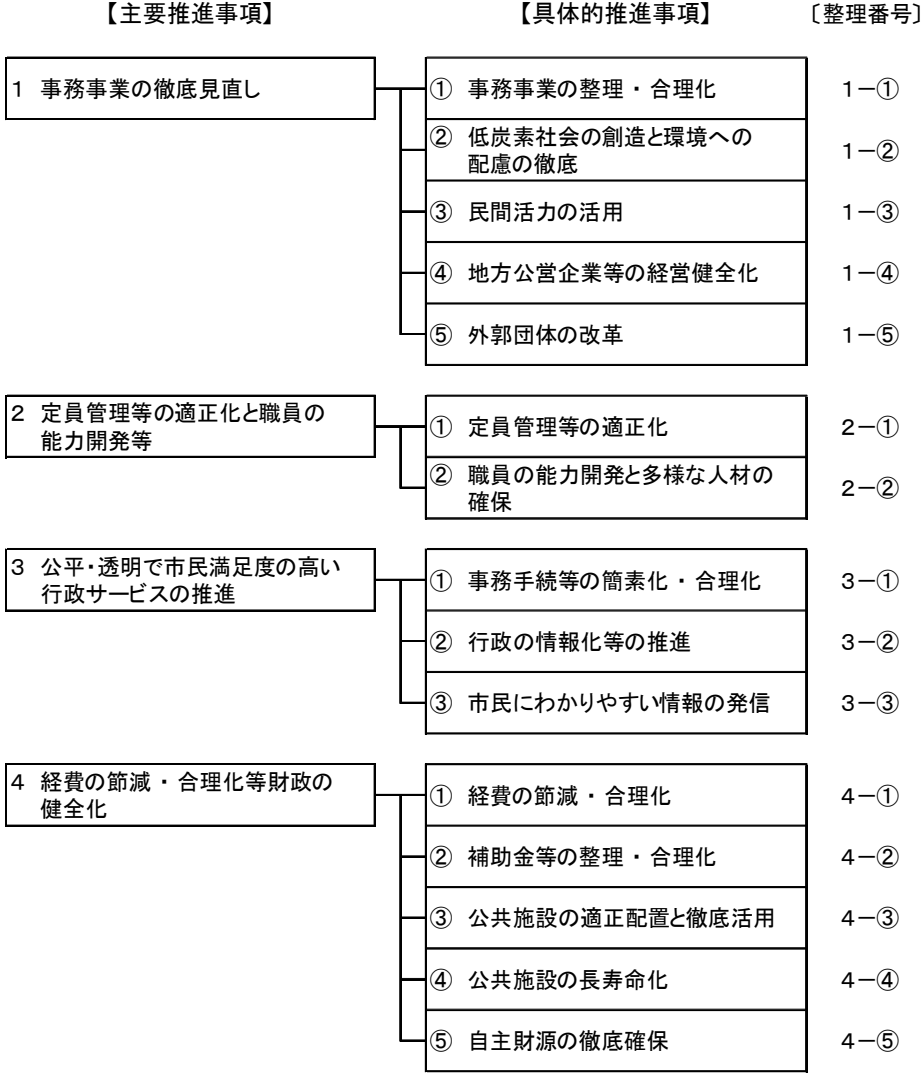 【主要推進事項】 【具体的推進事項】 〔整理番号〕
1 事務事業の徹底見直し ① 事務事業の整理・合理化 1－①
② 低炭素社会の創造と環境への
配慮の徹底 1－②
③ 民間活力の活用 1－③
④ 地方公営企業等の経営健全化 1－④
⑤ 外郭団体の改革 1－⑤
2 定員管理等の適正化と職員の
能力開発等
① 定員管理等の適正化 2－①
② 職員の能力開発と多様な人材の
確保 2－②
3 公平・透明で市民満足度の高い
行政サービスの推進
① 事務手続等の簡素化・合理化 3－①
② 行政の情報化等の推進 3－②
③ 市民にわかりやすい情報の発信 3－③
4 経費の節減・合理化等財政の
健全化
① 経費の節減・合理化 4－①
② 補助金等の整理・合理化 4－②
③ 公共施設の適正配置と徹底活用 4－③
④ 公共施設の長寿命化 4－④
⑤ 自主財源の徹底確保 4－⑤